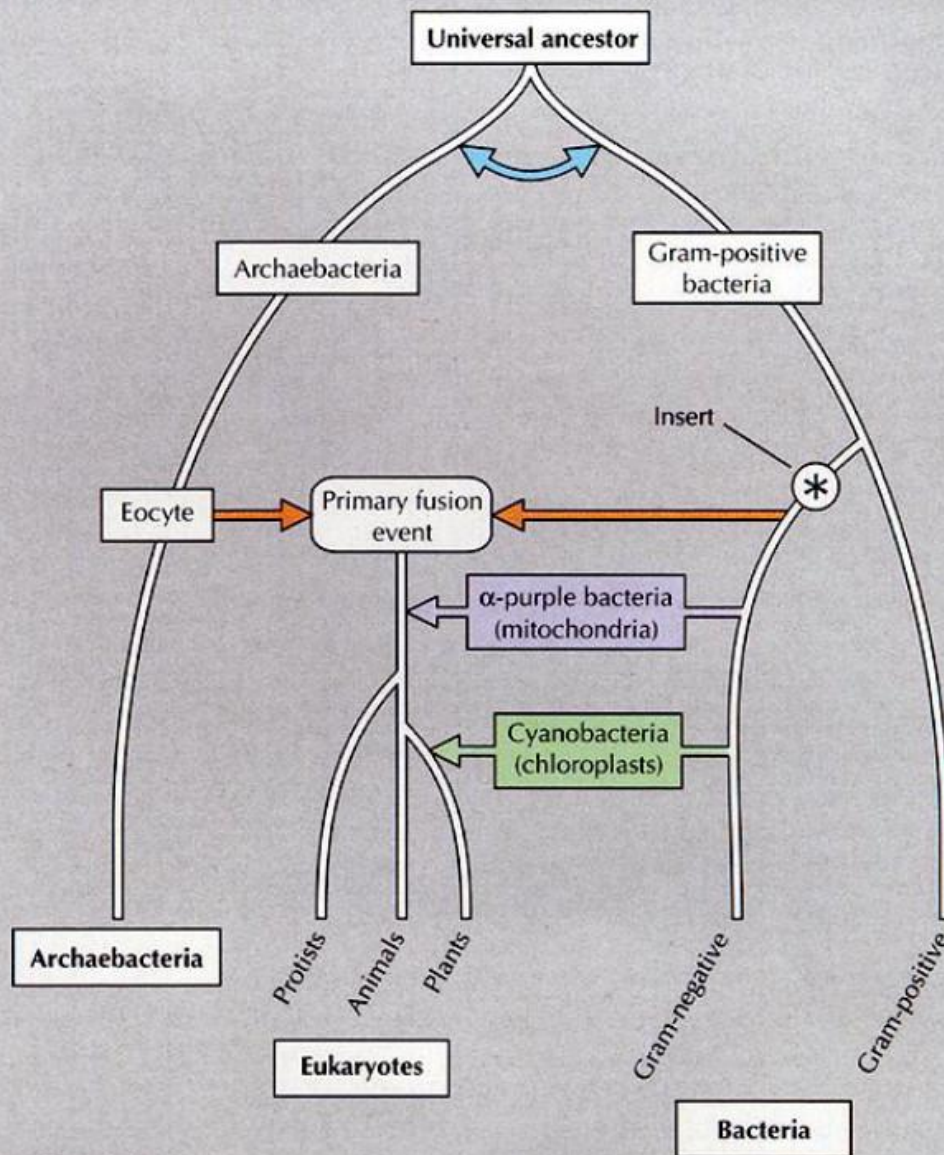 Universal ancestor
Archaebacteria
Gram-positive
bacteria
Insert
*
Eocyte
Primary fusion
event
α-purple bacteria
(mitochondria)
Cyanobacteria
(chloroplasts)
Archaebacteria
Protists
Animals
Plants
Eukaryotes
Gram-negative
Gram-positive
Bacteria